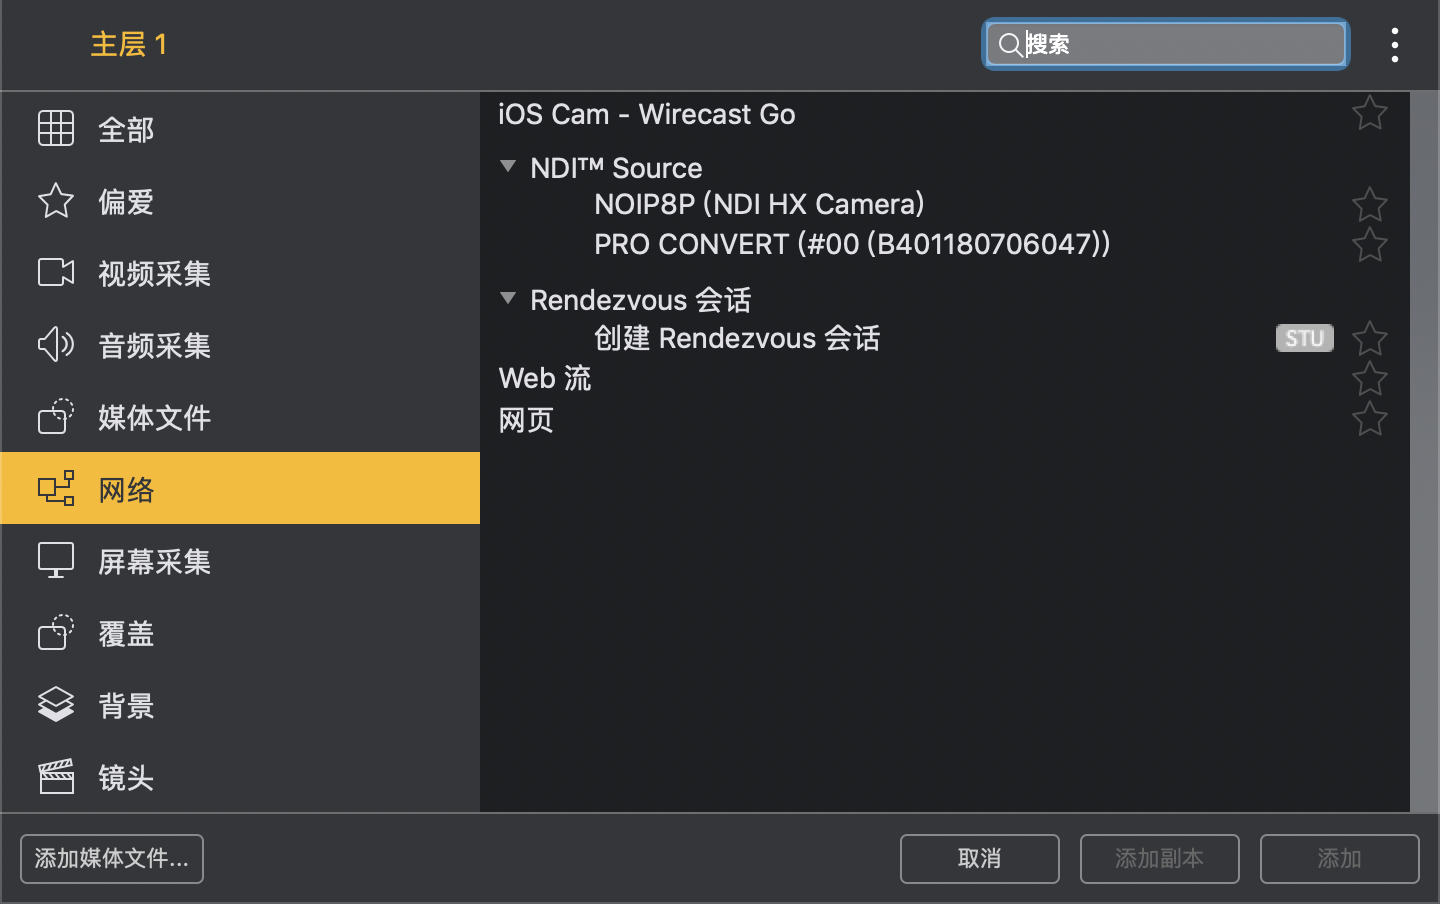 主层 1
搜索
全部
偏爱
视频采集
音频采集
媒体文件
网络
屏幕采集
覆盖
背景
镜头
iOS Cam - Wirecast Go
NDI™ Source
NOIP8P (NDI HX Camera)
PRO CONVERT (#00 (B401180706047))
Rendezvous 会话
创建 Rendezvous 会话 STU
Web 流
网页
添加媒体文件...
取消
添加副本
添加